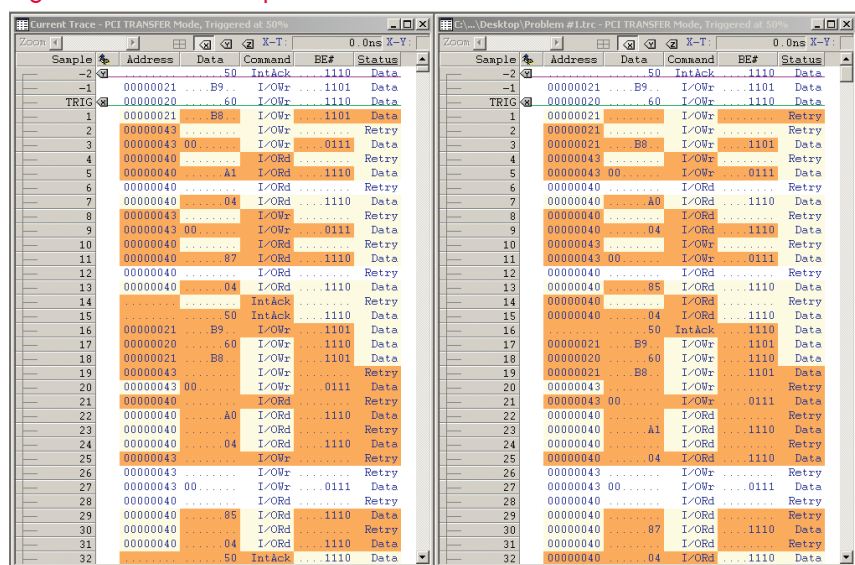 Current Trace - PCI TRANSFER Mode, Triggered at 50%
Zoom X-T: 0.0ns X-Y:
Sample Address Data Command BE# Status
-2 ........ ......50 IntAck ....1110 Data
-1 00000021 ....B9.. I/OWr ....1101 Data
TRIG 00000020 ......60 I/OWr ....1110 Data
1 00000021 ....B8.. I/OWr ....1101 Data
2 00000043 ........ I/OWr ........ Retry
3 00000043 00...... I/OWr ....0111 Data
4 00000040 ........ I/ORd ........ Retry
5 00000040 ......A1 I/ORd ....1110 Data
6 00000040 ........ I/ORd ........ Retry
7 00000040 ......04 I/ORd ....1110 Data
8 00000043 ........ I/OWr ........ Retry
9 00000043 00...... I/OWr ....0111 Data
10 00000040 ........ I/ORd ........ Retry
11 00000040 ......87 I/ORd ....1110 Data
12 00000040 ........ I/ORd ........ Retry
13 00000040 ......04 I/ORd ....1110 Data
14 ........ ........ IntAck ........ Retry
15 ........ ......50 IntAck ....1110 Data
16 00000021 ....B9.. I/OWr ....1101 Data
17 00000020 ......60 I/OWr ....1110 Data
18 00000021 ....B8.. I/OWr ....1101 Data
19 00000043 ........ I/OWr ........ Retry
20 00000043 00...... I/OWr ....0111 Data
21 00000040 ........ I/ORd ........ Retry
22 00000040 ......A0 I/ORd ....1110 Data
23 00000040 ........ I/ORd ........ Retry
24 00000040 ......04 I/ORd ....1110 Data
25 00000043 ........ I/OWr ........ Retry
26 00000043 ........ I/OWr ........ Retry
27 00000043 00...... I/OWr ....0111 Data
28 00000040 ........ I/ORd ........ Retry
29 00000040 ......85 I/ORd ....1110 Data
30 00000040 ........ I/ORd ........ Retry
31 00000040 ......04 I/ORd ....1110 Data
32 ........ ......50 IntAck ....1110 Data
C:\...\Desktop\Problem #1.trc - PCI TRANSFER Mode, Triggered at 50%
Zoom X-T: 0.0ns X-Y:
Sample Address Data Command BE# Status
-2 ........ ......50 IntAck ....1110 Data
-1 00000021 ....B9.. I/OWr ....1101 Data
TRIG 00000020 ......60 I/OWr ....1110 Data
1 00000021 ........ I/OWr ........ Retry
2 00000021 ........ I/OWr ........ Retry
3 00000021 ....B8.. I/OWr ....1101 Data
4 00000043 ........ I/OWr ........ Retry
5 00000043 00...... I/OWr ....0111 Data
6 00000040 ........ I/ORd ........ Retry
7 00000040 ......A0 I/ORd ....1110 Data
8 00000040 ........ I/ORd ........ Retry
9 00000040 ......04 I/ORd ....1110 Data
10 00000043 ........ I/OWr ........ Retry
11 00000043 00...... I/OWr ....0111 Data
12 00000040 ........ I/ORd ........ Retry
13 00000040 ......85 I/ORd ....1110 Data
14 00000040 ........ I/ORd ........ Retry
15 00000040 ......04 I/ORd ....1110 Data
16 ........ ......50 IntAck ....1110 Data
17 00000021 ....B9.. I/OWr ....1101 Data
18 00000020 ......60 I/OWr ....1110 Data
19 00000021 ....B8.. I/OWr ....1101 Data
20 00000043 ........ I/OWr ........ Retry
21 00000043 00...... I/OWr ....0111 Data
22 00000040 ........ I/ORd ........ Retry
23 00000040 ......A1 I/ORd ....1110 Data
24 00000040 ........ I/ORd ........ Retry
25 00000040 ......04 I/ORd ....1110 Data
26 00000043 ........ I/OWr ........ Retry
27 00000043 00...... I/OWr ....0111 Data
28 00000040 ........ I/ORd ........ Retry
29 00000040 ........ I/ORd ........ Retry
30 00000040 ......87 I/ORd ....1110 Data
31 00000040 ........ I/ORd ........ Retry
32 00000040 ......04 I/ORd ....1110 Data